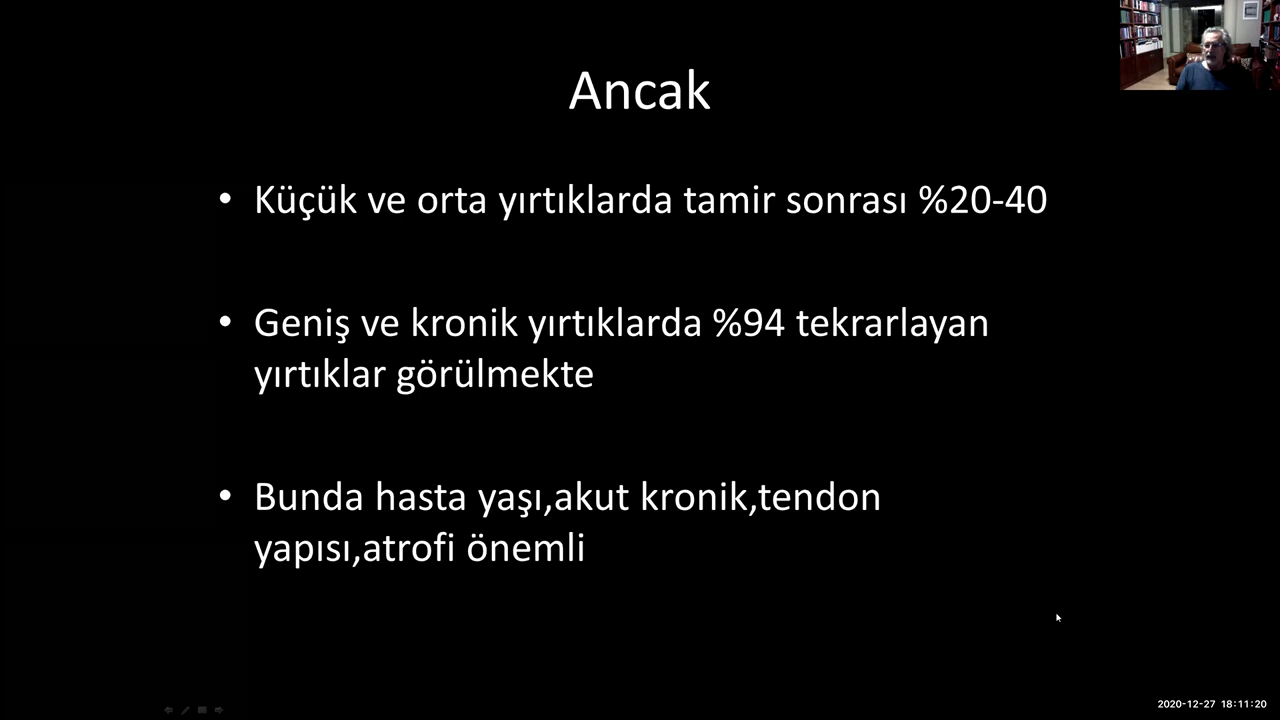 Ancak
• Küçük ve orta yırtıklarda tamir sonrası %20-40
• Geniş ve kronik yırtıklarda %94 tekrarlayan
yırtıklar görülmekte
• Bunda hasta yaşı,akut kronik,tendon
yapısı,atrofi önemli
2020-12-27 18:11:20